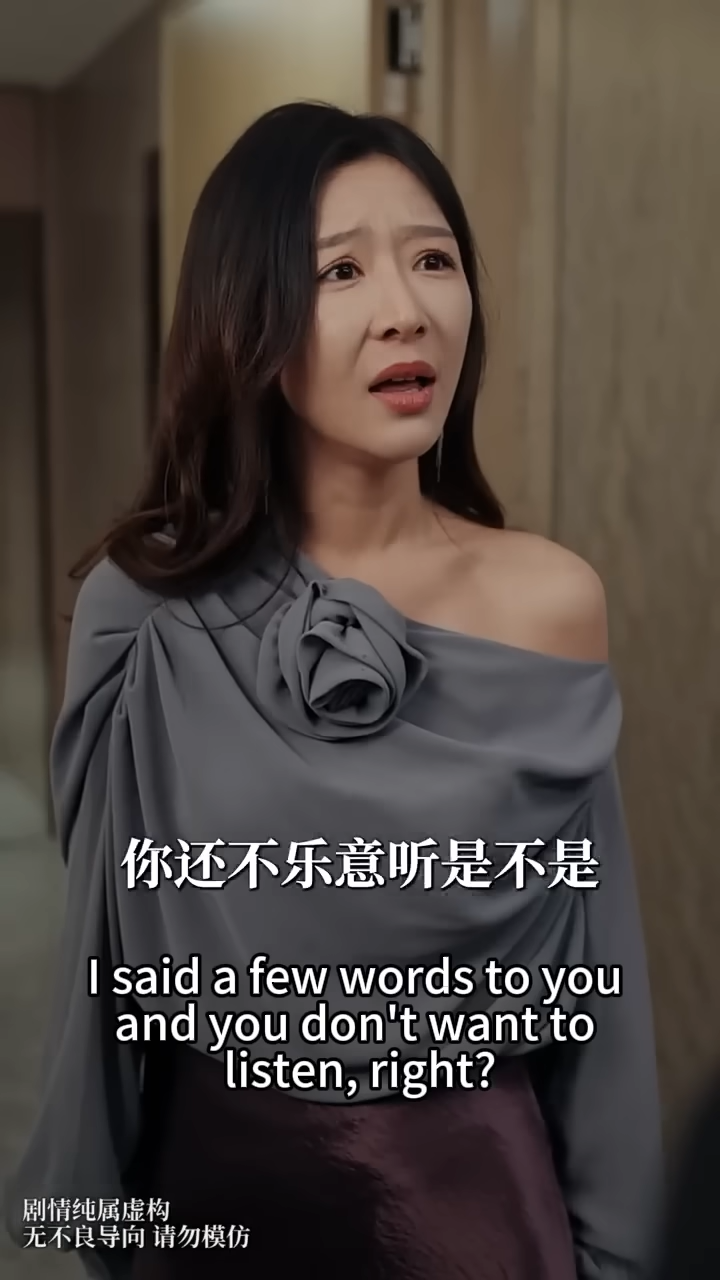 你还不乐意听是不是
I said a few words to you
and you don't want to
listen, right?
剧情纯属虚构
无不良导向 请勿模仿